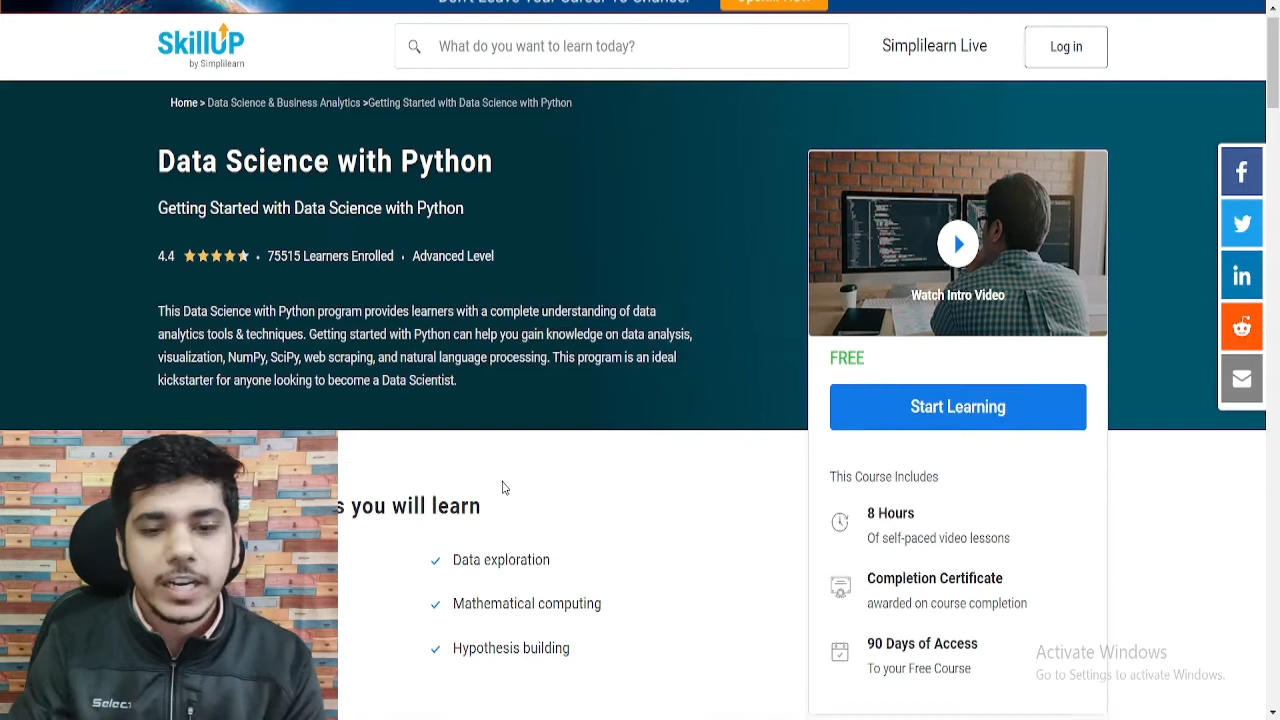 Don't Leave Your Career To Chance!
SkillUP
by Simplilearn
What do you want to learn today?
Simplilearn Live
Log in
Home > Data Science & Business Analytics >Getting Started with Data Science with Python
Data Science with Python
Getting Started with Data Science with Python
4.4 · 75515 Learners Enrolled · Advanced Level
This Data Science with Python program provides learners with a complete understanding of data
analytics tools & techniques. Getting started with Python can help you gain knowledge on data analysis,
visualization, NumPy, SciPy, web scraping, and natural language processing. This program is an ideal
kickstarter for anyone looking to become a Data Scientist.
Watch Intro Video
FREE
Start Learning
This Course Includes
8 Hours
Of self-paced video lessons
Completion Certificate
awarded on course completion
90 Days of Access
To your Free Course
s you will learn
Data exploration
Mathematical computing
Hypothesis building
Activate Windows
Go to Settings to activate Windows.